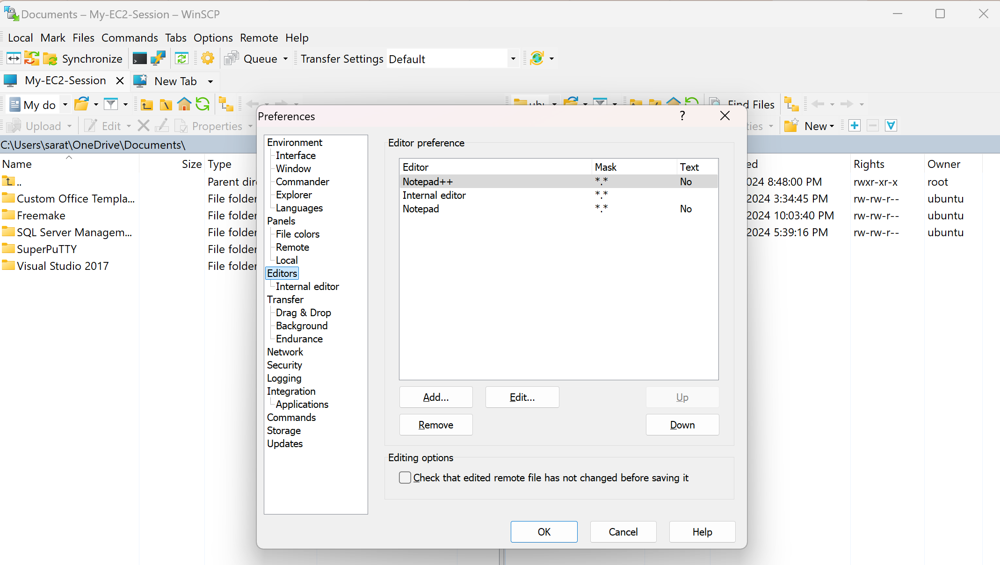 Documents – My-EC2-Session – WinSCP
Local Mark Files Commands Tabs Options Remote Help
Synchronize Queue Transfer Settings Default
My-EC2-Session New Tab
My do Find Files
Upload Edit Properties New
C:\Users\sarat\OneDrive\Documents\
Name Size Type
..
Parent
Custom Office Templa... File folder
Freemake File folder
SQL Server Managem... File folder
SuperPuTTY File folder
Visual Studio 2017 File folder
Preferences ?
Environment
Interface
Window
Commander
Explorer
Languages
Panels
File colors
Remote
Local
Editors
Internal editor
Transfer
Drag & Drop
Background
Endurance
Network
Security
Logging
Integration
Applications
Commands
Storage
Updates
Editor preference
Editor Mask Text
Notepad++ *.* No
Internal editor *.*
Notepad *.* No
Add... Edit... Up
Remove Down
Editing options
Check that edited remote file has not changed before saving it
OK Cancel Help
Rights Owner
024 8:48:00 PM rwxr-xr-x root
2024 3:34:45 PM rw-rw-r-- ubuntu
2024 10:03:40 PM rw-rw-r-- ubuntu
2024 5:39:16 PM rw-rw-r-- ubuntu